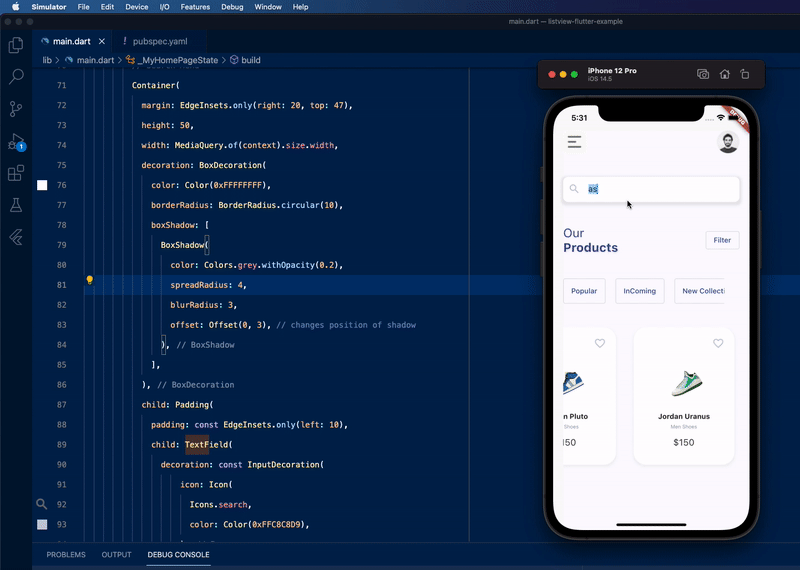 Simulator File Edit Device I/O Features Debug Window Help
main.dart — listview-flutter-example
main.dart
! pubspec.yaml
lib > main.dart > _MyHomePageState > build
71 Container(
72 margin: EdgeInsets.only(right: 20, top: 47),
73 height: 50,
74 width: MediaQuery.of(context).size.width,
75 decoration: BoxDecoration(
76 color: Color(0xFFFFFFFF),
77 borderRadius: BorderRadius.circular(10),
78 boxShadow: [
79 BoxShadow(
80 color: Colors.grey.withOpacity(0.2),
81 spreadRadius: 4,
82 blurRadius: 3,
83 offset: Offset(0, 3), // changes position of shadow
84 ), // BoxShadow
85 ],
86 ), // BoxDecoration
87 child: Padding(
88 padding: const EdgeInsets.only(left: 10),
89 child: TextField(
90 decoration: const InputDecoration(
91 icon: Icon(
92 Icons.search,
93 color: Color(0xFFC8C8D9),
1
PROBLEMS OUTPUT DEBUG CONSOLE
iPhone 12 Pro
iOS 14.5
5:31
as
Our
Products
Filter
Popular
InComing
New Collecti
n Pluto
Shoes
150
Jordan Uranus
Men Shoes
$150